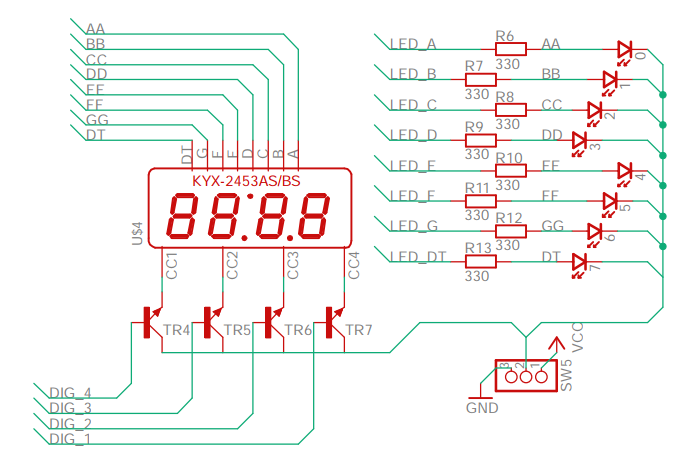 AA
BB
CC
DD
EE
FF
GG
DT
DT
G
F
E
D
C
B
A
KYX-2453AS/BS
88:8.8
U$4
CC1
CC2
CC3
CC4
TR4
TR5
TR6
TR7
DIG_4
DIG_3
DIG_2
DIG_1
LED_A
R6
330
AA
0
LED_B
R7
330
BB
1
LED_C
R8
330
CC
2
LED_D
R9
330
DD
3
LED_E
R10
330
EE
4
LED_F
R11
330
FF
5
LED_G
R12
330
GG
6
LED_DT
R13
330
DT
7
VCC
3
2
1
SW5
GND